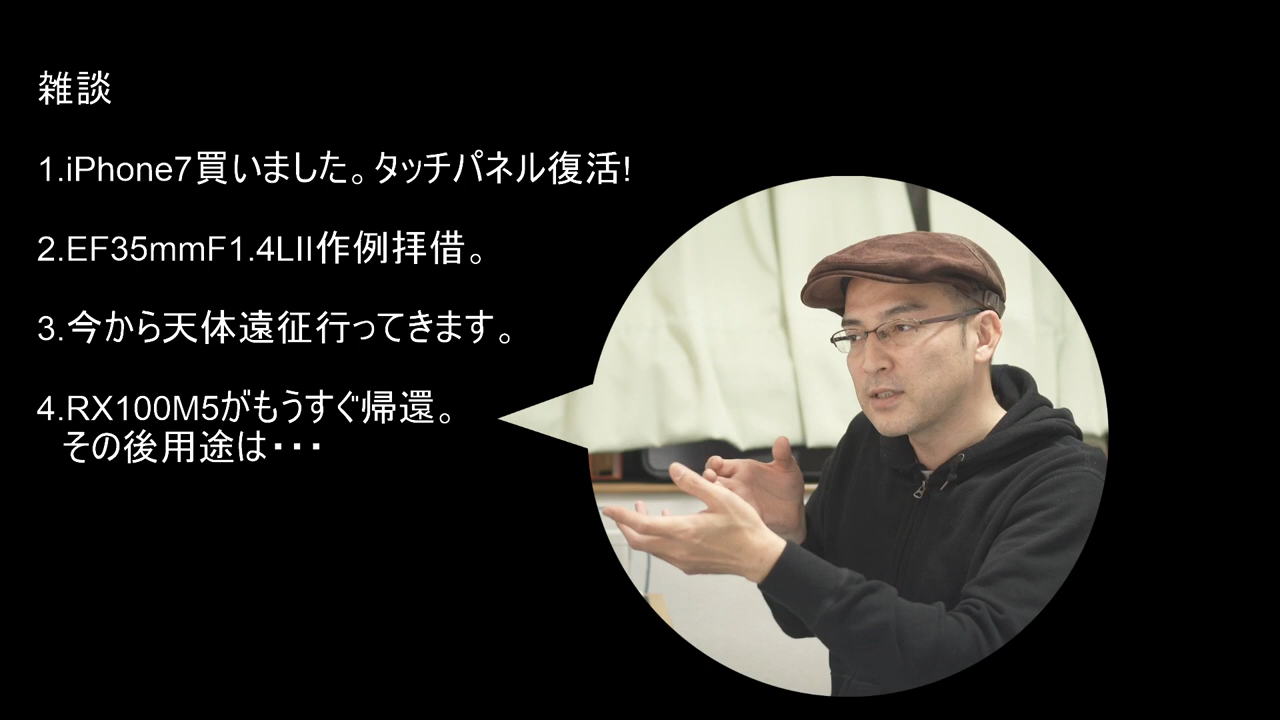 雑談
1.iPhone7買いました。タッチパネル復活!
2.EF35mmF1.4LII作例拝借。
3.今から天体遠征行ってきます。
4.RX100M5がもうすぐ帰還。
その後用途は・・・